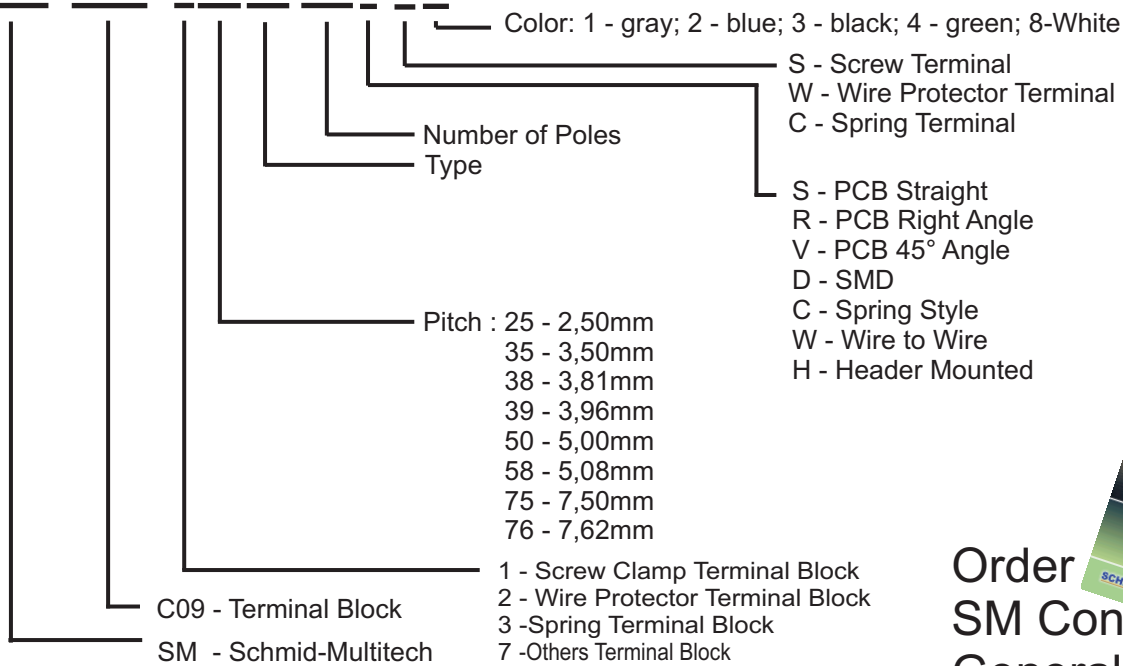 Color: 1 - gray; 2 - blue; 3 - black; 4 - green; 8-White
S - Screw Terminal
W - Wire Protector Terminal
C - Spring Terminal
Number of Poles
Type
S - PCB Straight
R - PCB Right Angle
V - PCB 45° Angle
D - SMD
C - Spring Style
W - Wire to Wire
H - Header Mounted
Pitch : 25 - 2,50mm
35 - 3,50mm
38 - 3,81mm
39 - 3,96mm
50 - 5,00mm
58 - 5,08mm
75 - 7,50mm
76 - 7,62mm
1 - Screw Clamp Terminal Block
2 - Wire Protector Terminal Block
3 -Spring Terminal Block
7 -Others Terminal Block
C09 - Terminal Block
SM - Schmid-Multitech
Order
SCH
SM Con